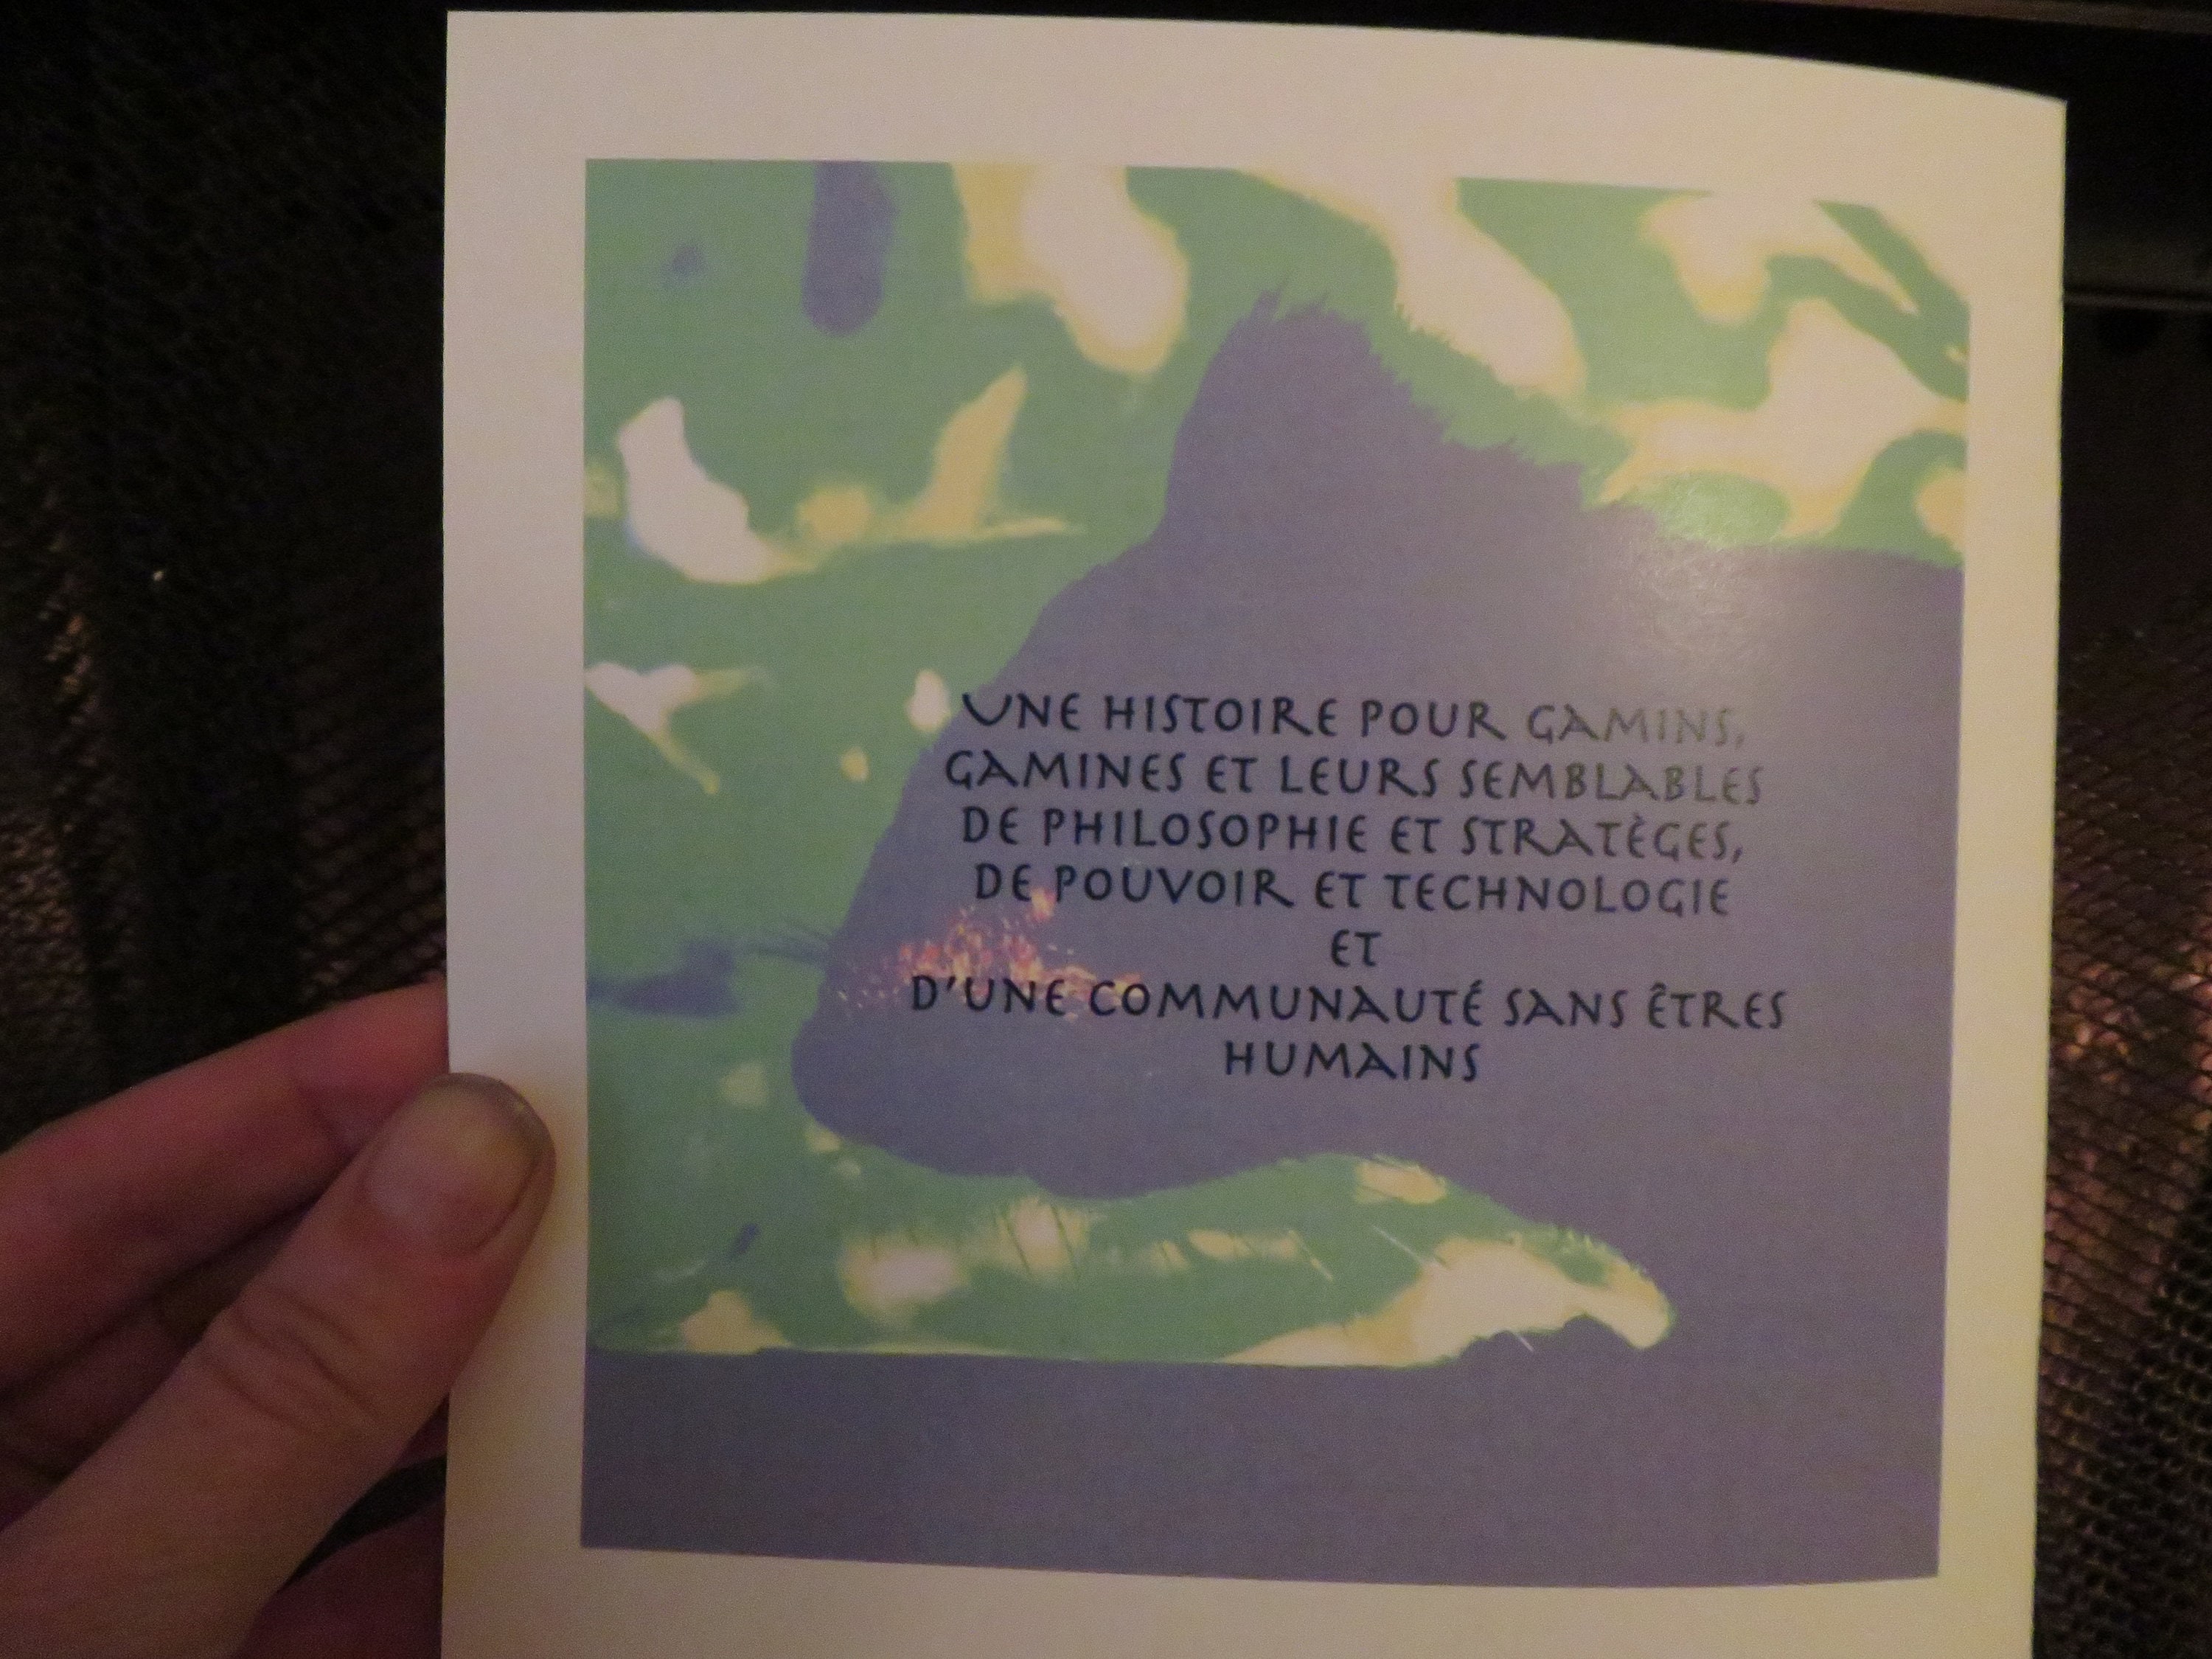 UNE HISTOIRE POUR GAMINS,
GAMINES ET LEURS SEMBLABLES
DE PHILOSOPHIE ET STRATÈGES,
DE POUVOIR ET TECHNOLOGIE
ET
D'UNE COMMUNAUTÉ SANS ÊTRES
HUMAINS